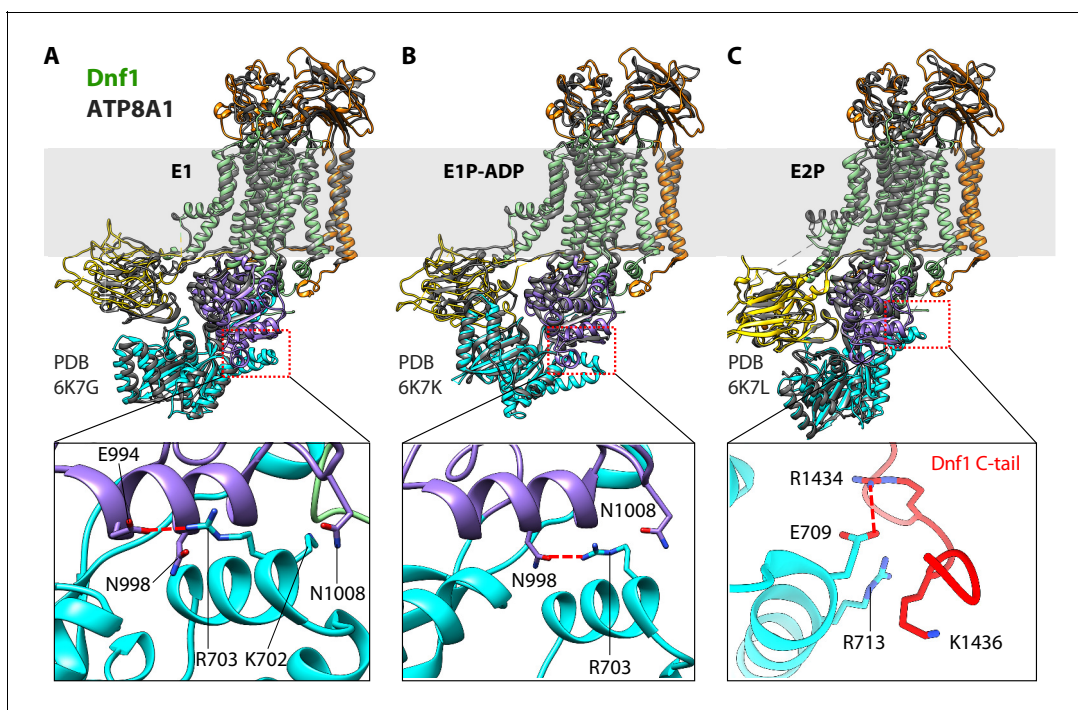 A
Dnf1
ATP8A1
E1
PDB
6K7G
B
E1P-ADP
PDB
6K7K
C
E2P
PDB
6K7L
E994
N998
R703
K702
N1008
N1008
N998
R703
Dnf1 C-tail
R1434
E709
R713
K1436